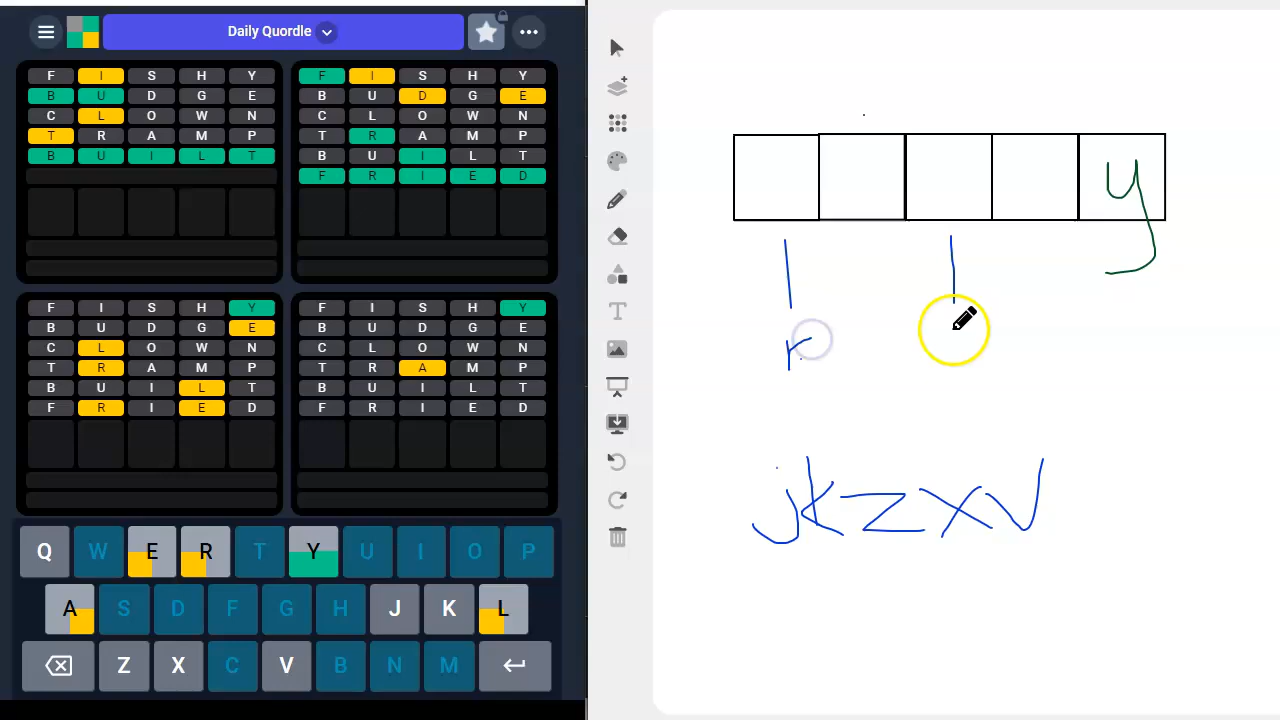 Daily Quordle
F I S H Y
B U D G E
C L O W N
T R A M P
B U I L T
F I S H Y
B U D G E
C L O W N
T R A M P
B U I L T
F R I E D
F I S H Y
B U D G E
C L O W N
T R A M P
B U I L T
F R I E D
F I S H Y
B U D G E
C L O W N
T R A M P
B U I L T
F R I E D
Q W E R T Y U I O P
A S D F G H J K L
Z X C V B N M
T
y
l l
r
jkzxv